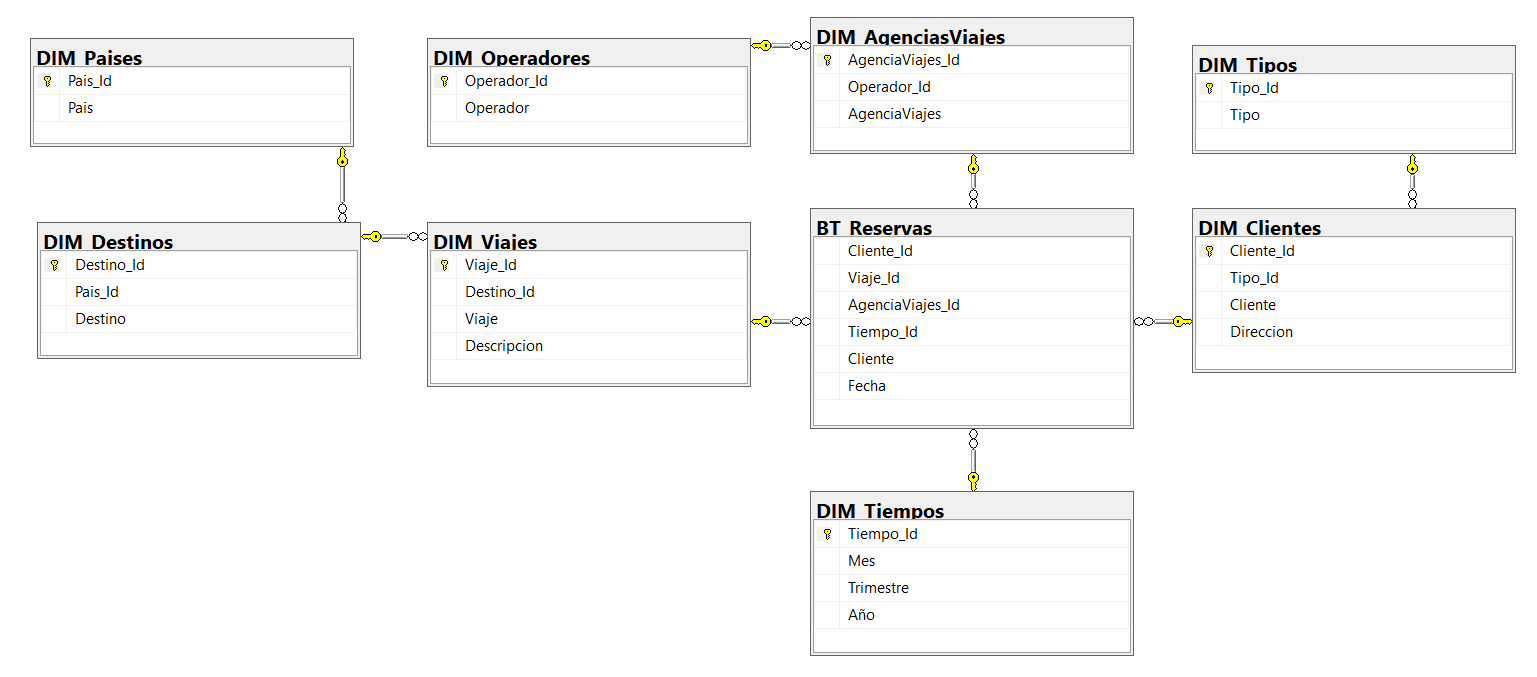 DIM_Paises
Pais_Id
Pais
DIM_Operadores
Operador_Id
Operador
DIM_AgenciasViajes
AgenciaViajes_Id
Operador_Id
AgenciaViajes
DIM_Tipos
Tipo_Id
Tipo
DIM_Destinos
Destino_Id
Pais_Id
Destino
DIM_Viajes
Viaje_Id
Destino_Id
Viaje
Descripcion
BT_Reservas
Cliente_Id
Viaje_Id
AgenciaViajes_Id
Tiempo_Id
Cliente
Fecha
DIM_Clientes
Cliente_Id
Tipo_Id
Cliente
Direccion
DIM_Tiempos
Tiempo_Id
Mes
Trimestre
Año